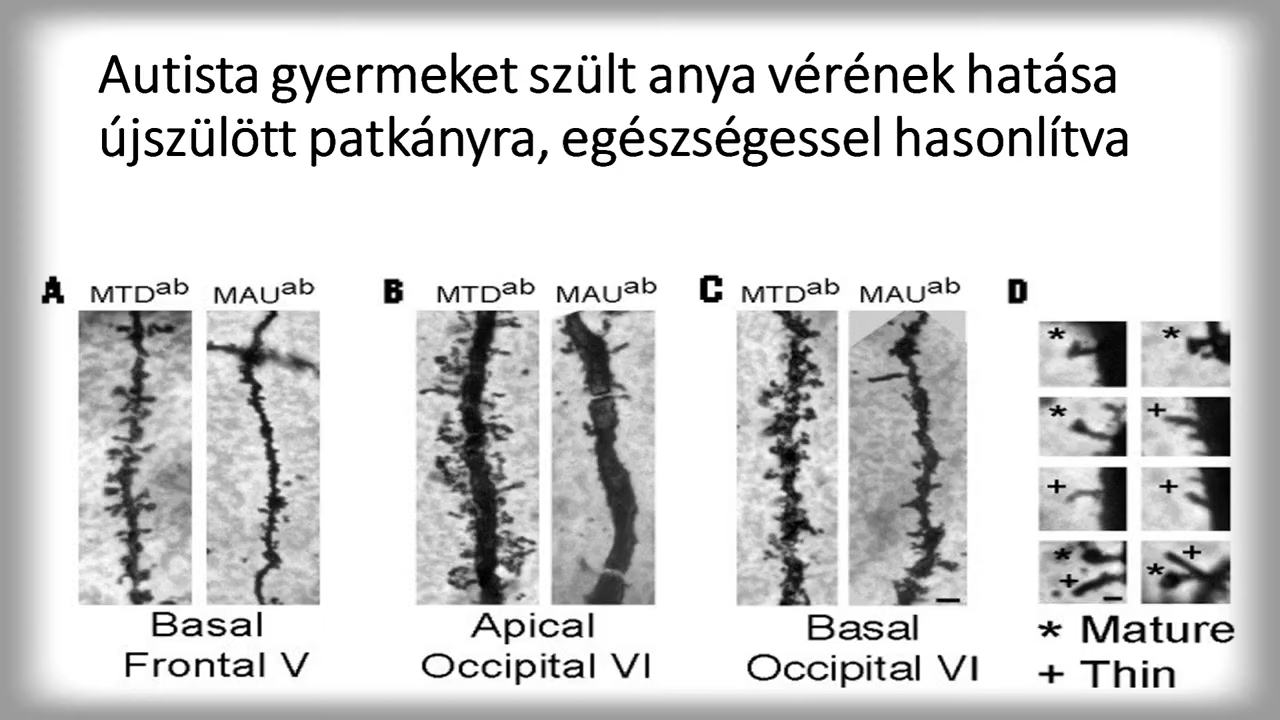 Autista gyermeket szült anya vérének hatása
újszülött patkányra, egészségessel hasonlítva
A MTDab MAUab B MTDab MAUab C MTDab MAUab D
* *
* +
+ +
* + + *
Basal Apical Basal * Mature
Frontal V Occipital VI Occipital VI + Thin